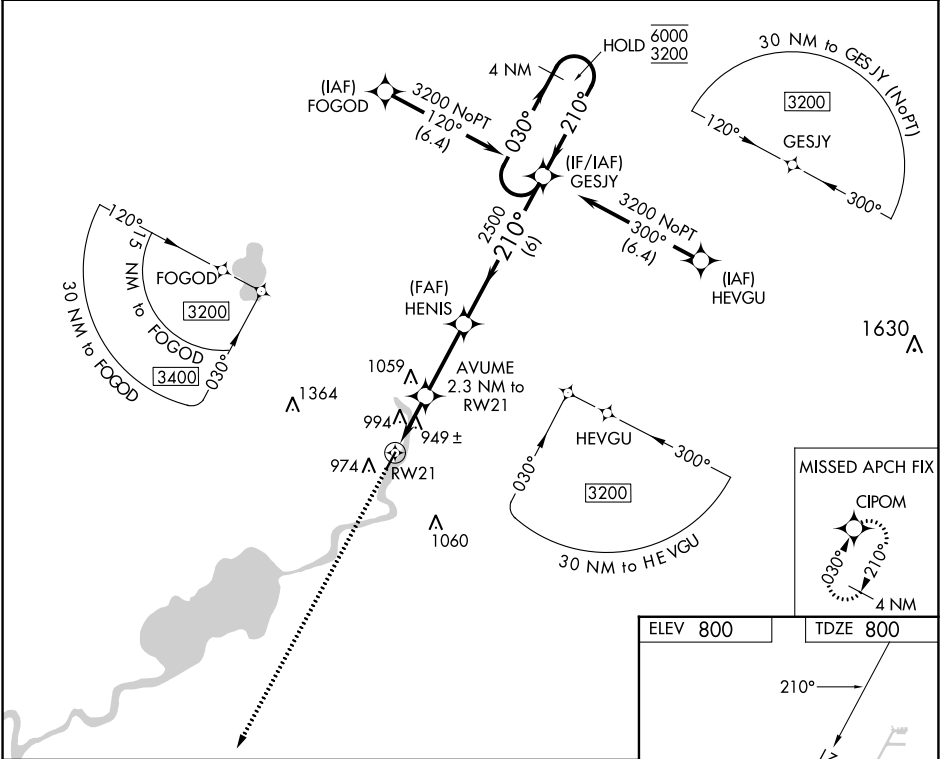 HOLD 6000
3200
4 NM
(IAF)
FOGOD
3200 NoPT
120°
(6.4)
030°
210°
(IF/IAF)
GESJY
3200 NoPT
300°
(6.4)
(IAF)
HEVGU
2500
210°
(6)
(FAF)
HENIS
AVUME
2.3 NM to
RW21
1059
1364
994
949 ±
974
RW21
1060
1630
30 NM to GESJY (NoPT)
3200
120°
GESJY
300°
120°
15 NM to FOGOD
FOGOD
3200
30 NM to FOGOD
3400
030°
HEVGU
030°
300°
3200
30 NM to HEVGU
MISSED APCH FIX
CIPOM
030°
210°
4 NM
ELEV 800
TDZE 800
210°